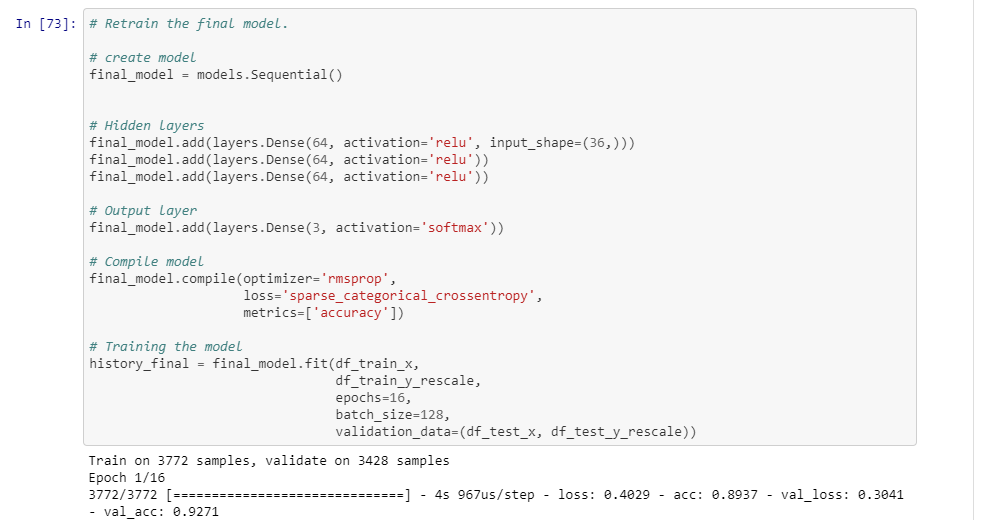 In [73]: # Retrain the final model.
# create model
final_model = models.Sequential()
# Hidden layers
final_model.add(layers.Dense(64, activation='relu', input_shape=(36,)))
final_model.add(layers.Dense(64, activation='relu'))
final_model.add(layers.Dense(64, activation='relu'))
# Output layer
final_model.add(layers.Dense(3, activation='softmax'))
# Compile model
final_model.compile(optimizer='rmsprop',
loss='sparse_categorical_crossentropy',
metrics=['accuracy'])
# Training the model
history_final = final_model.fit(df_train_x,
df_train_y_rescale,
epochs=16,
batch_size=128,
validation_data=(df_test_x, df_test_y_rescale))
Train on 3772 samples, validate on 3428 samples
Epoch 1/16
3772/3772 [==============================] - 4s 967us/step - loss: 0.4029 - acc: 0.8937 - val_loss: 0.3041
- val_acc: 0.9271